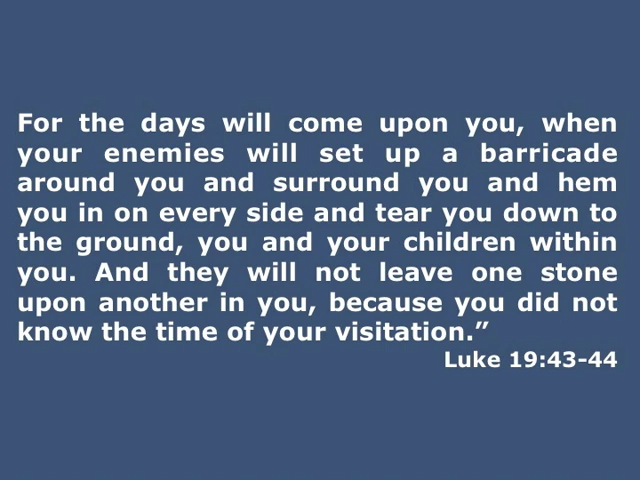 For the days will come upon you, when
your enemies will set up a barricade
around you and surround you and hem
you in on every side and tear you down to
the ground, you and your children within
you. And they will not leave one stone
upon another in you, because you did not
know the time of your visitation.”
Luke 19:43-44